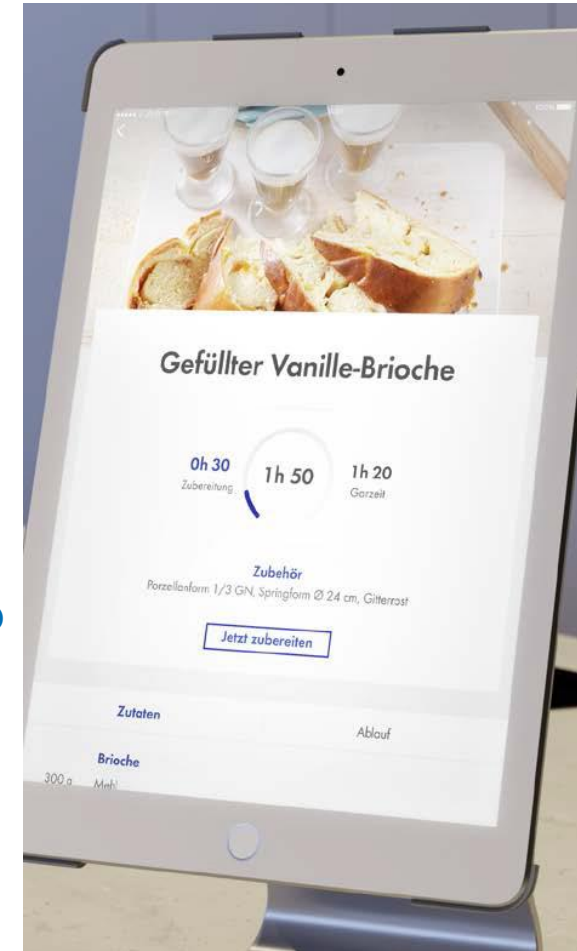 Gefüllter Vanille-Brioche
0h 30
Zubereitung
1h 50
1h 20
Garzeit
Zubehör
Porzellanform 1/3 GN, Springform Ø 24 cm, Gitterrost
Jetzt zubereiten
Zutaten
Ablauf
Brioche
300 g Mehl